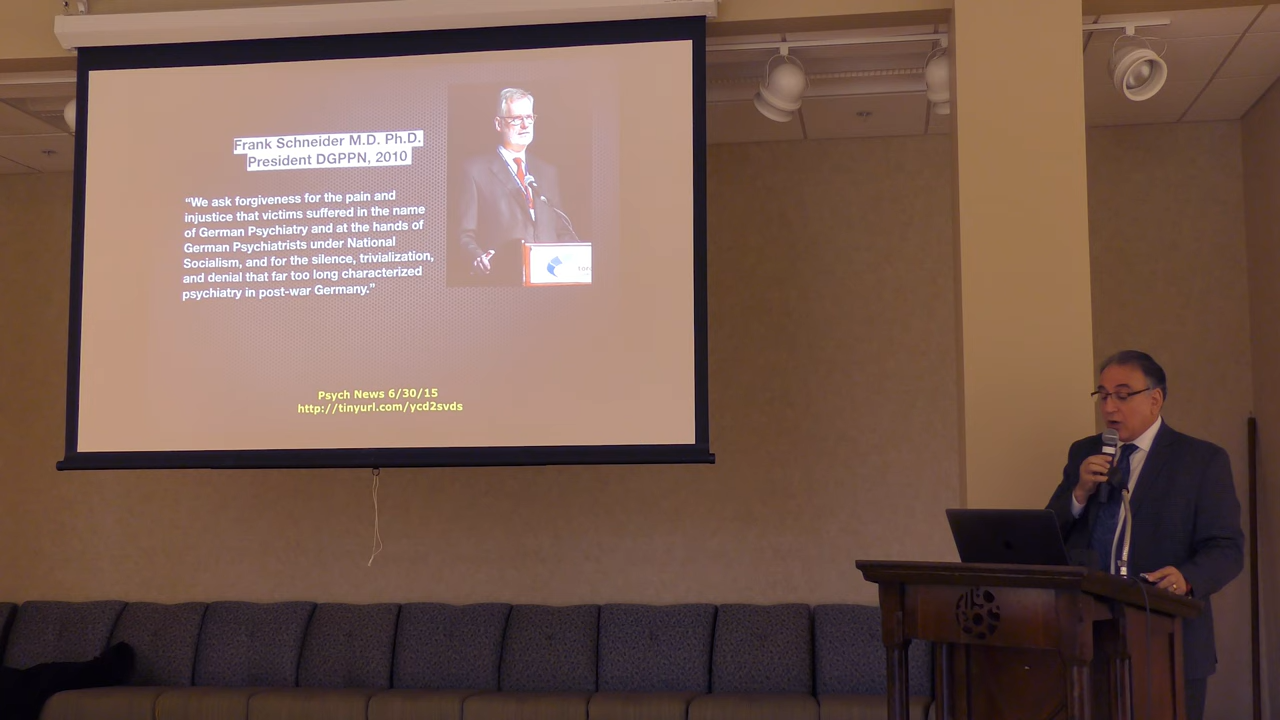 Frank Schneider M.D. Ph.D.
President DGPPN, 2010
“We ask forgiveness for the pain and
injustice that victims suffered in the name
of German Psychiatry and at the hands of
German Psychiatrists under National
Socialism, and for the silence, trivialization,
and denial that far too long characterized
psychiatry in post-war Germany.”
Psych News 6/30/15
http://tinyurl.com/ycd2svds